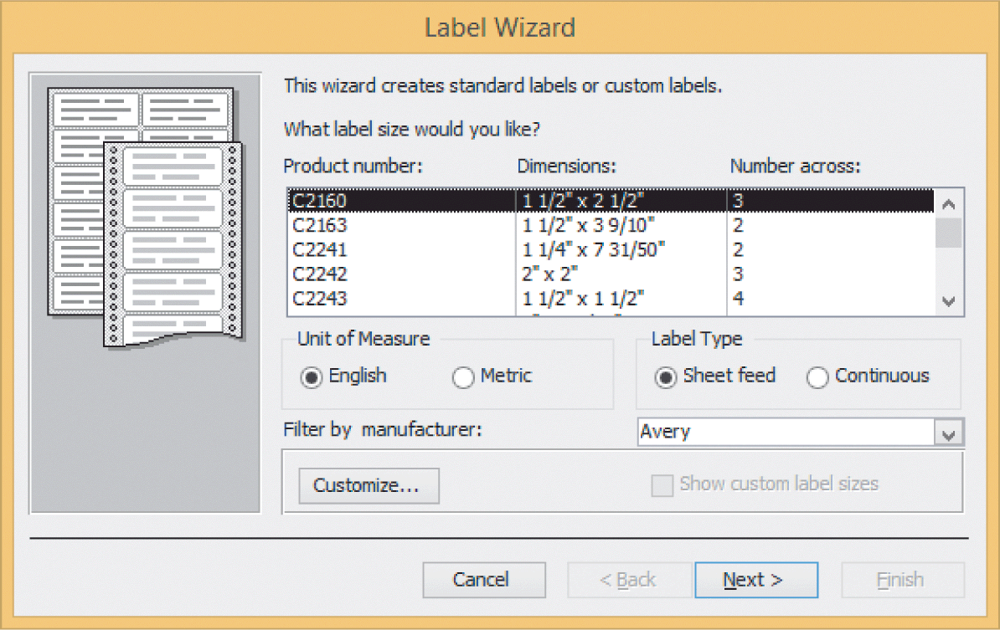 Label Wizard
This wizard creates standard labels or custom labels.
What label size would you like?
Product number: Dimensions: Number across:
C2160 1 1/2" x 2 1/2" 3
C2163 1 1/2" x 3 9/10" 2
C2241 1 1/4" x 7 31/50" 2
C2242 2" x 2" 3
C2243 1 1/2" x 1 1/2" 4
Unit of Measure Label Type
English Metric Sheet feed Continuous
Filter by manufacturer: Avery
Customize... Show custom label sizes
Cancel < Back Next > Finish